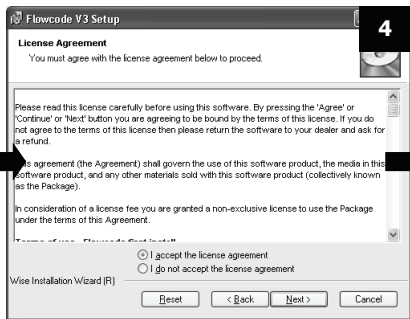 Flowcode V3 Setup
4
License Agreement
You must agree with the license agreement below to proceed.
Please read this license carefully before using this software. By pressing the 'Agree' or
'Continue' or 'Next' button you are agreeing to be bound by the terms of this license. If you do
not agree to the terms of this license then please return the software to your dealer and ask for
a refund.
agreement (the Agreement) shall govern the use of this software product, the media in this
software product, and any other materials sold with this software product (collectively known
as the Package).
In consideration of a license fee you are granted a non-exclusive license to use the Package
under the terms of this Agreement.
Terms of use - Flowcode first install
I accept the license agreement
I do not accept the license agreement
Wise Installation Wizard (R)
Reset
< Back
Next >
Cancel